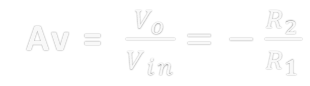 Av = Vo/Vin = − R2/R1